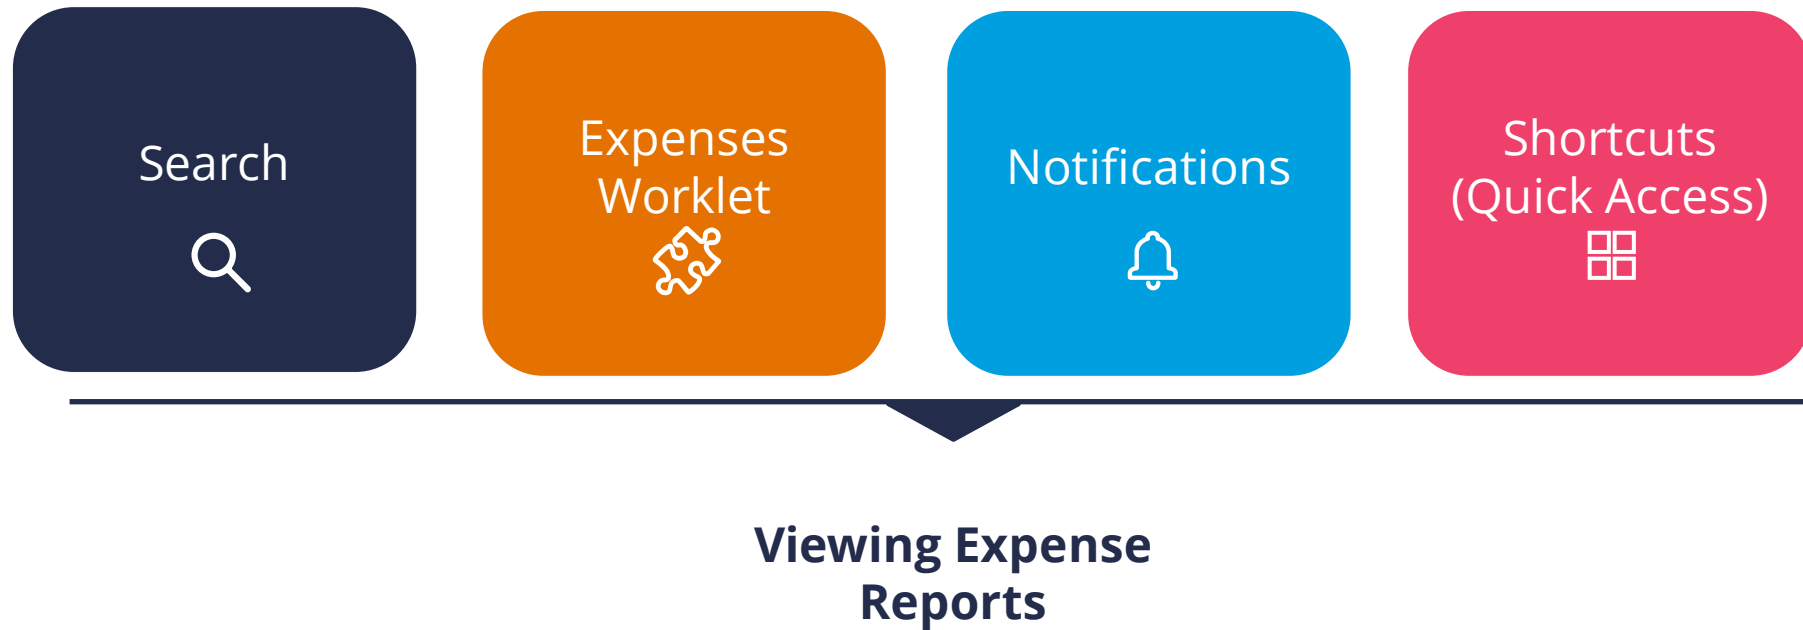 Search
Expenses
Worklet
Notifications
Shortcuts
(Quick Access)
Viewing Expense
Reports